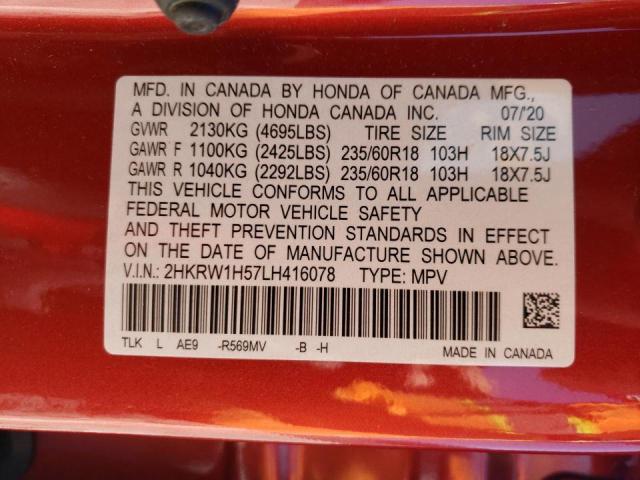 MFD. IN CANADA BY HONDA OF CANADA MFG.,
A DIVISION OF HONDA CANADA INC. 07/'20
GVWR 2130KG (4695LBS) TIRE SIZE RIM SIZE
GAWR F 1100KG (2425LBS) 235/60R18 103H 18X7.5J
GAWR R 1040KG (2292LBS) 235/60R18 103H 18X7.5J
THIS VEHICLE CONFORMS TO ALL APPLICABLE
FEDERAL MOTOR VEHICLE SAFETY
AND THEFT PREVENTION STANDARDS IN EFFECT
ON THE DATE OF MANUFACTURE SHOWN ABOVE.
V.I.N.: 2HKRW1H57LH416078 TYPE: MPV
TLK L AE9 -R569MV -B -H MADE IN CANADA